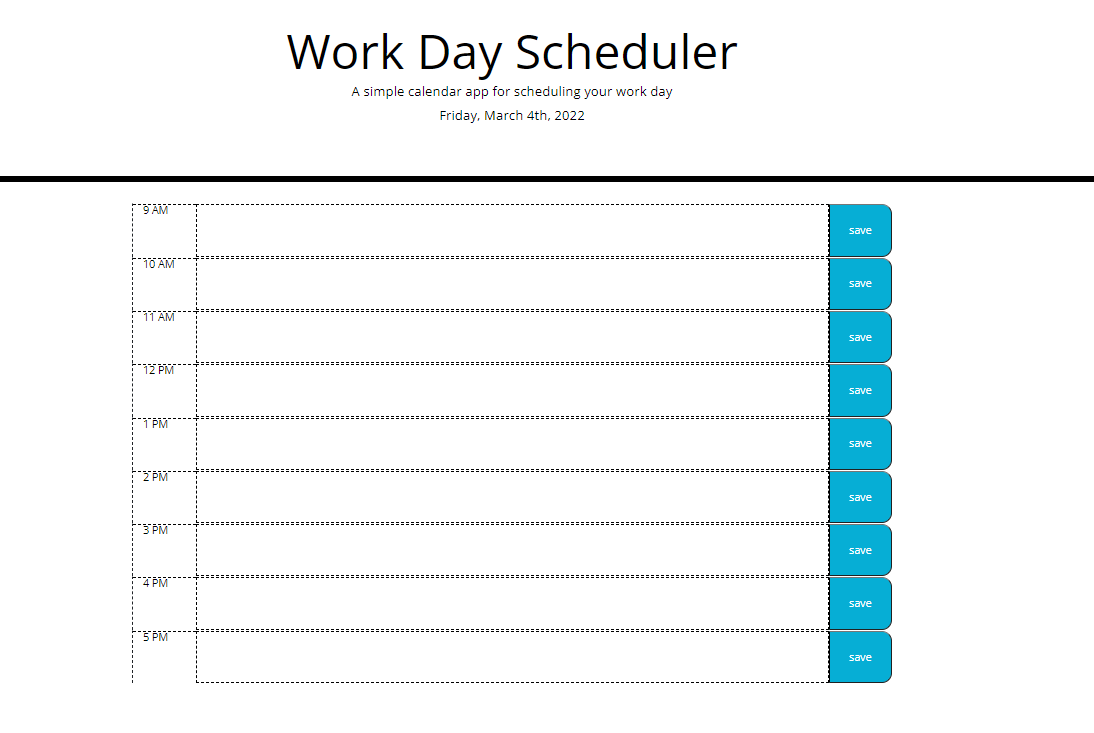 Work Day Scheduler
A simple calendar app for scheduling your work day
Friday, March 4th, 2022
9 AM
save
10 AM
save
11 AM
save
12 PM
save
1 PM
save
2 PM
save
3 PM
save
4 PM
save
5 PM
save